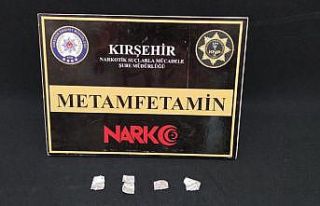 KIRŞEHİR
NARKOTİK SUÇLARLA MÜCADELE
ŞUBE MÜDÜRLÜĞÜ
METAMFETAMİN
NARKO